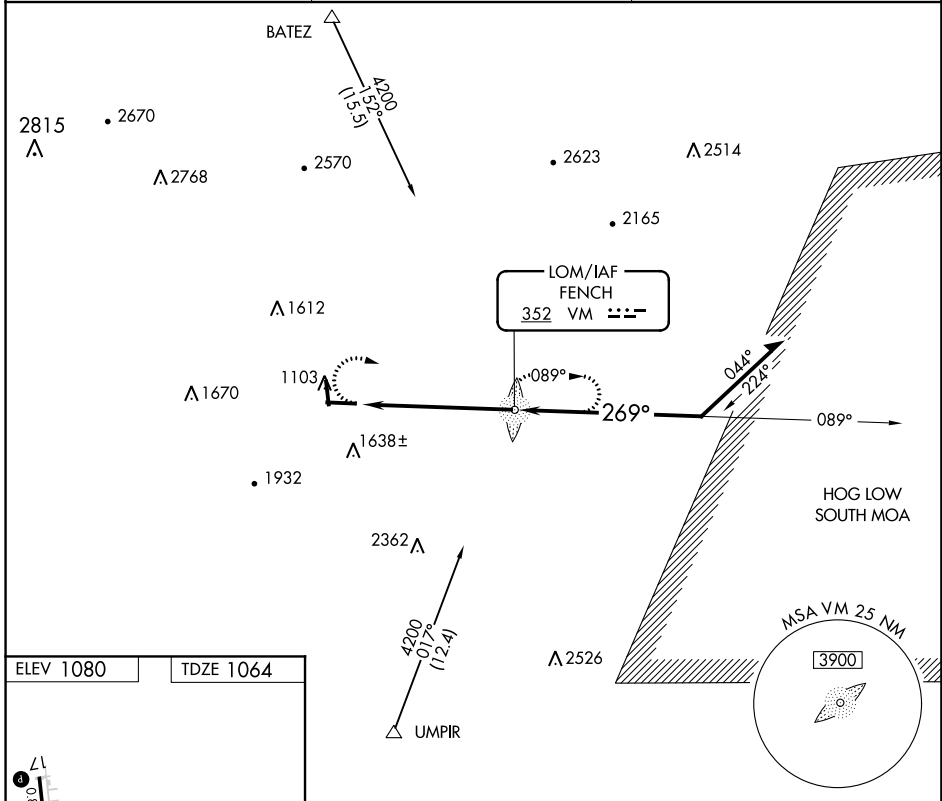 BATEZ
4200
152°
(15.5)
2815
2670
2768
2570
2623
2514
2165
LOM/IAF
FENCH
352 VM
1612
1103
1670
089°
044°
224°
269°
089°
1638±
1932
HOG LOW
SOUTH MOA
2362
4200
017°
(12.4)
MSA VM 25 NM
3900
2526
UMPIR
ELEV 1080
TDZE 1064
17
P